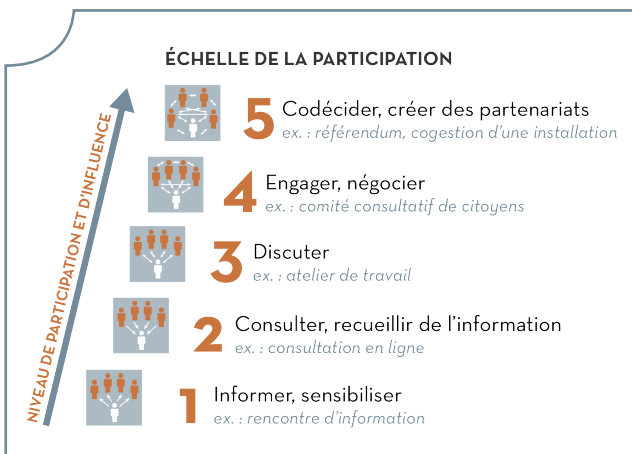 ÉCHELLE DE LA PARTICIPATION
NIVEAU DE PARTICIPATION ET D'INFLUENCE
5 Codécider, créer des partenariats
ex. : référendum, cogestion d'une installation
4 Engager, négocier
ex. : comité consultatif de citoyens
3 Discuter
ex. : atelier de travail
2 Consulter, recueillir de l'information
ex. : consultation en ligne
1 Informer, sensibiliser
ex. : rencontre d'information